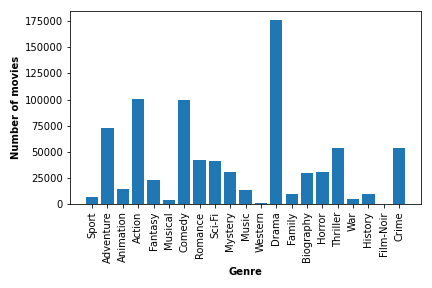 175000
150000
125000
100000
75000
50000
25000
0
Number of movies
Sport
Adventure
Animation
Action
Fantasy
Musical
Comedy
Romance
Sci-Fi
Mystery
Music
Western
Drama
Family
Biography
Horror
Thriller
War
History
Film-Noir
Crime
Genre